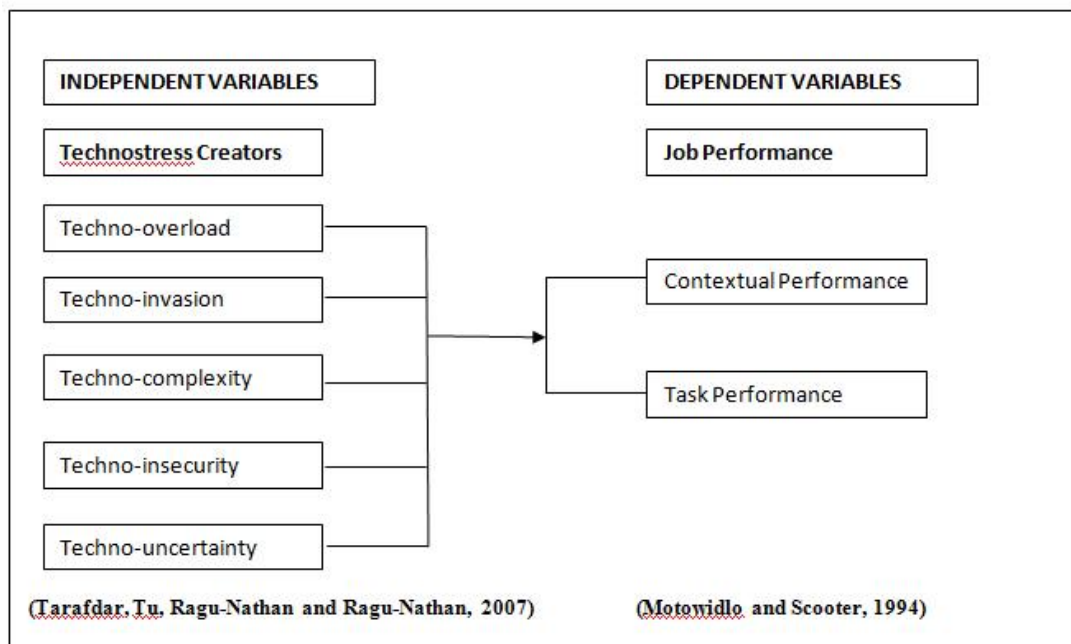 INDEPENDENT VARIABLES
Technostress Creators
Techno-overload
Techno-invasion
Techno-complexity
Techno-insecurity
Techno-uncertainty
(Tarafdar, Tu, Ragu-Nathan and Ragu-Nathan, 2007)
DEPENDENT VARIABLES
Job Performance
Contextual Performance
Task Performance
(Motowidlo and Scooter, 1994)